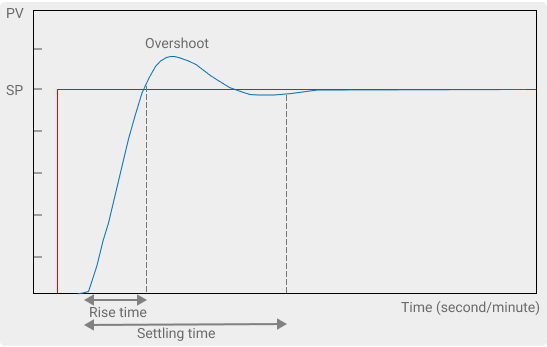 PV
Overshoot
SP
Time (second/minute)
Rise time
Settling time